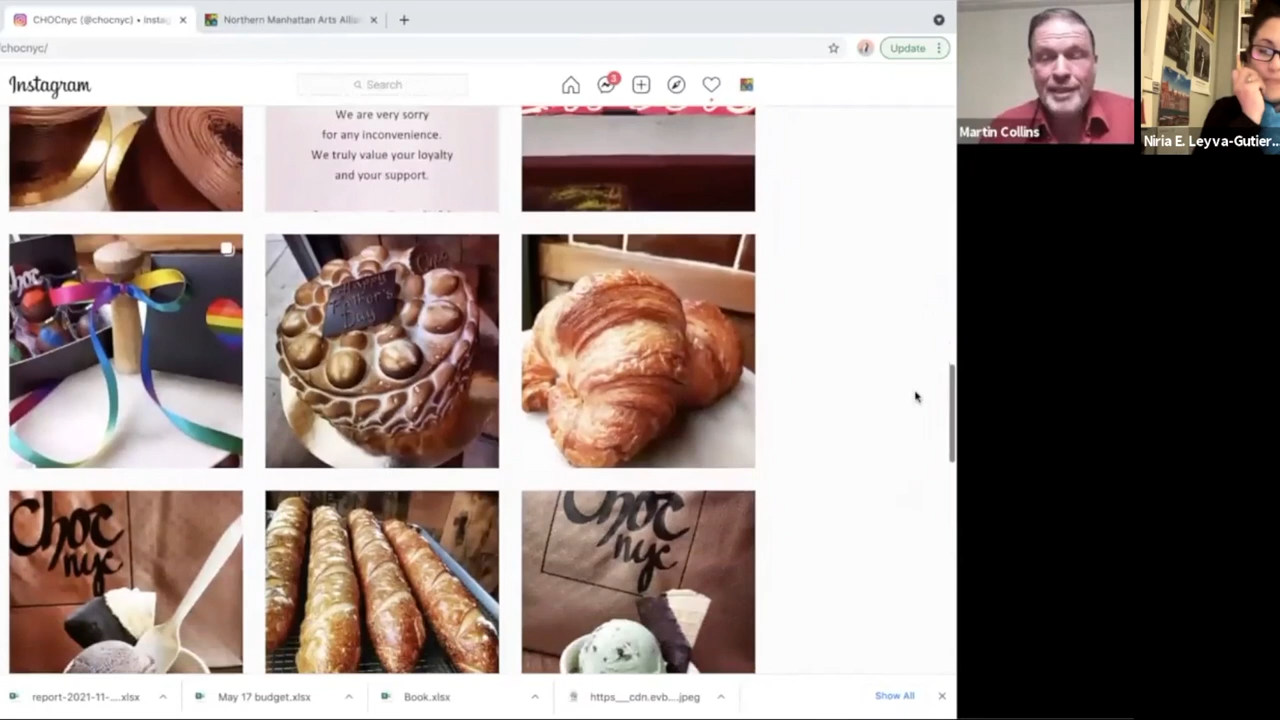 CHOCnyc (@chocnyc) • Instag
Northern Manhattan Arts Allia
chocnyc/
Update
Instagram
Search
3
We are very sorry
for any inconvenience.
We truly value your loyalty
and your support.
Choc
Happy
Father's
Day
Choc
nyc
Choc
nyc
report-2021-11-....xlsx
May 17 budget.xlsx
Book.xlsx
https__cdn.evb....jpeg
Show All
Martin Collins
Niria E. Leyva-Gutier...